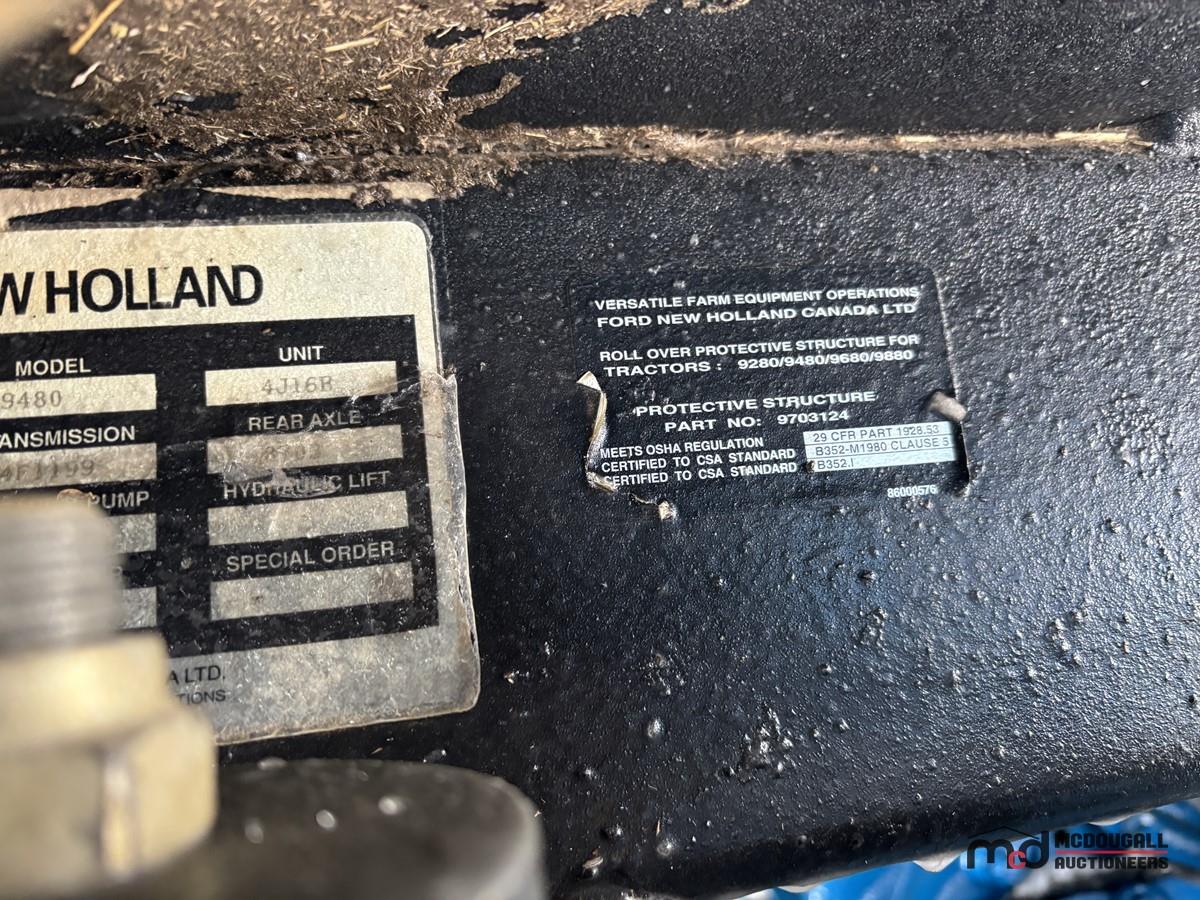 W HOLLAND
MODEL
9480
UNIT
4J16R
ANSMISSION
REAR AXLE
PUMP
HYDRAULIC LIFT
SPECIAL ORDER
A LTD.
TIONS
VERSATILE FARM EQUIPMENT OPERATIONS
FORD NEW HOLLAND CANADA LTD
ROLL OVER PROTECTIVE STRUCTURE FOR
TRACTORS : 9280/9480/9680/9880
PROTECTIVE STRUCTURE
PART NO: 9703124
MEETS OSHA REGULATION 29 CFR PART 1928.53
CERTIFIED TO CSA STANDARD B352-M1980 CLAUSE 5
CERTIFIED TO CSA STANDARD B352.1
86000576
mcd MCDOUGALL
AUCTIONEERS